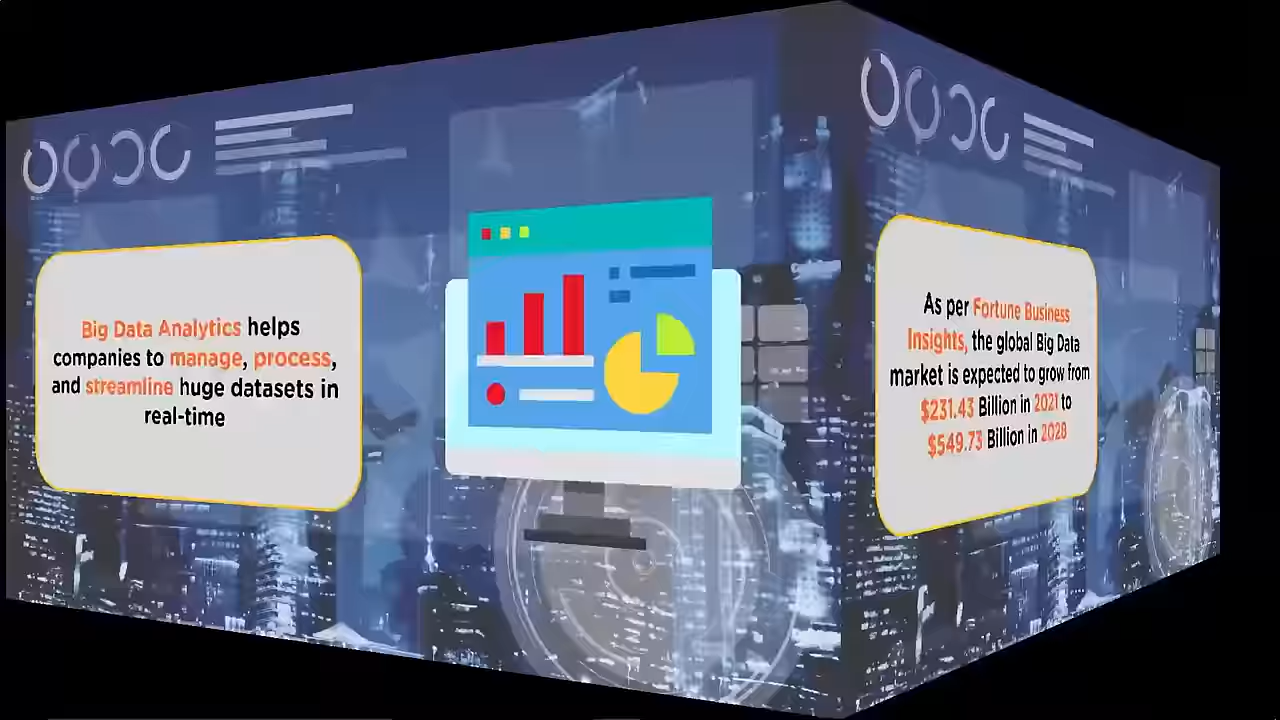 Big Data Analytics helps
companies to manage, process,
and streamline huge datasets in
real-time
As per Fortune Business
Insights, the global Big Data
market is expected to grow from
$231.43 Billion in 2021 to
$549.73 Billion in 2028